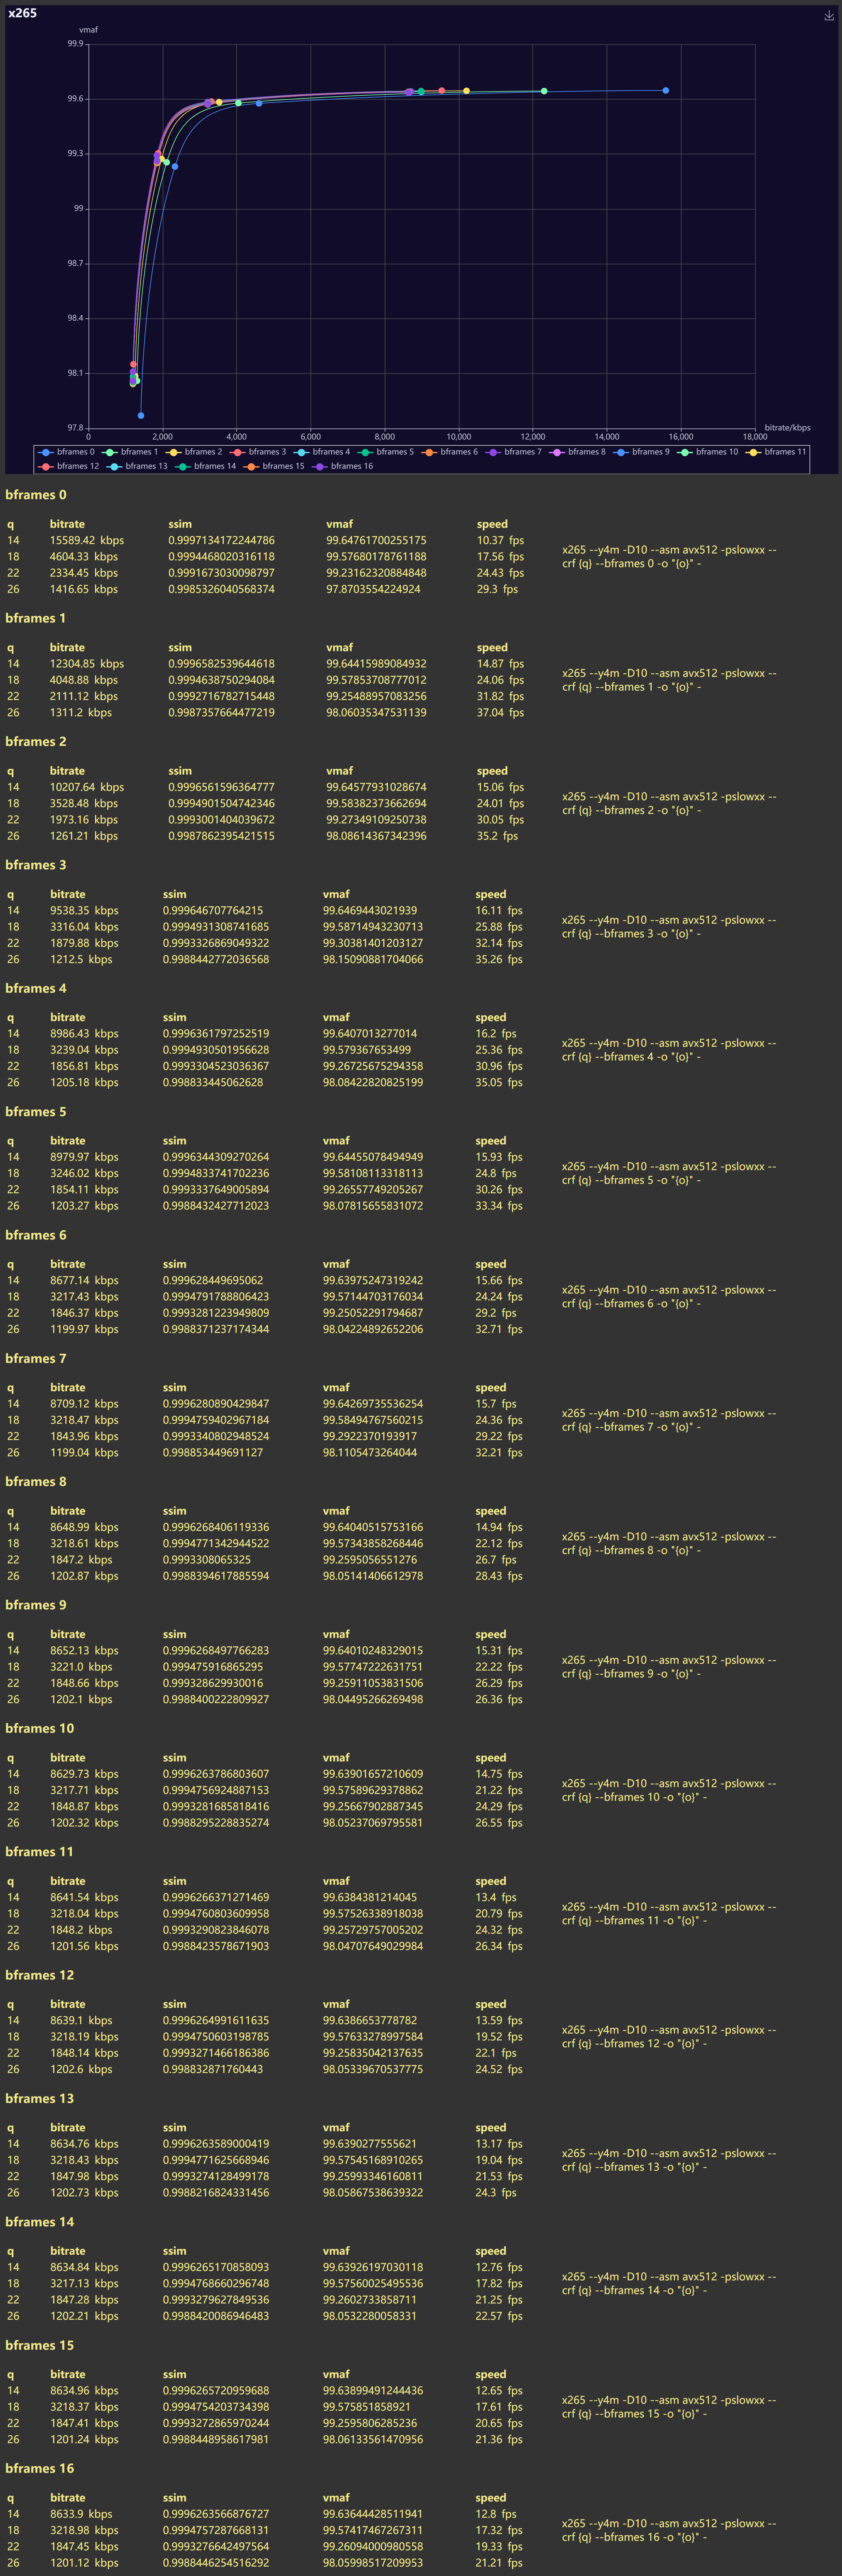 x265
vmaf
99.9
99.6
99.3
99
98.7
98.4
98.1
97.8
0 2,000 4,000 6,000 8,000 10,000 12,000 14,000 16,000 18,000
bitrate/kbps
bframes 0 bframes 1 bframes 2 bframes 3 bframes 4 bframes 5 bframes 6 bframes 7 bframes 8 bframes 9 bframes 10 bframes 11
bframes 12 bframes 13 bframes 14 bframes 15 bframes 16
bframes 0
q bitrate ssim vmaf speed
14 15589.42 kbps 0.9997134172244786 99.64761700255175 10.37 fps
18 4604.33 kbps 0.9994468020316118 99.57680178761188 17.56 fps
22 2334.45 kbps 0.9991673030098797 99.23162320884848 24.43 fps
26 1416.65 kbps 0.9985326040568374 97.8703554224924 29.3 fps
x265 --y4m -D10 --asm avx512 -pslowxx --
crf {q} --bframes 0 -o "{o}" -
bframes 1
q bitrate ssim vmaf speed
14 12304.85 kbps 0.9996582539644618 99.64415989084932 14.87 fps
18 4048.88 kbps 0.9994638750294084 99.57853708777012 24.06 fps
22 2111.12 kbps 0.9992716782715448 99.25488957083256 31.82 fps
26 1311.2 kbps 0.9987357664477219 98.06035347531139 37.04 fps
x265 --y4m -D10 --asm avx512 -pslowxx --
crf {q} --bframes 1 -o "{o}" -
bframes 2
q bitrate ssim vmaf speed
14 10207.64 kbps 0.9996561596364777 99.64577931028674 15.06 fps
18 3528.48 kbps 0.9994901504742346 99.58382373662694 24.01 fps
22 1973.16 kbps 0.9993001404039672 99.27349109250738 30.05 fps
26 1261.21 kbps 0.9987862395421515 98.08614367342396 35.2 fps
x265 --y4m -D10 --asm avx512 -pslowxx --
crf {q} --bframes 2 -o "{o}" -
bframes 3
q bitrate ssim vmaf speed
14 9538.35 kbps 0.999646707764215 99.6469443021939 16.11 fps
18 3316.04 kbps 0.9994931308741685 99.58714943230713 25.88 fps
22 1879.88 kbps 0.9993326869049322 99.30381401203127 32.14 fps
26 1212.5 kbps 0.9988442772036568 98.15090881704066 35.26 fps
x265 --y4m -D10 --asm avx512 -pslowxx --
crf {q} --bframes 3 -o "{o}" -
bframes 4
q bitrate ssim vmaf speed
14 8986.43 kbps 0.9996361797252519 99.6407013277014 16.2 fps
18 3239.04 kbps 0.9994930501956628 99.579367653499 25.36 fps
22 1856.81 kbps 0.9993304523036367 99.26725675294358 30.96 fps
26 1205.18 kbps 0.998833445062628 98.08422820825199 35.05 fps
x265 --y4m -D10 --asm avx512 -pslowxx --
crf {q} --bframes 4 -o "{o}" -
bframes 5
q bitrate ssim vmaf speed
14 8979.97 kbps 0.9996344309270264 99.64455078494949 15.93 fps
18 3246.02 kbps 0.9994833741702236 99.58108113318113 24.8 fps
22 1854.11 kbps 0.9993337649005894 99.26557749205267 30.26 fps
26 1203.27 kbps 0.9988432427712023 98.07815655831072 33.34 fps
x265 --y4m -D10 --asm avx512 -pslowxx --
crf {q} --bframes 5 -o "{o}" -
bframes 6
q bitrate ssim vmaf speed
14 8677.14 kbps 0.999628449695062 99.63975247319242 15.66 fps
18 3217.43 kbps 0.9994791788806423 99.57144703176034 24.24 fps
22 1846.37 kbps 0.9993281223949809 99.25052291794687 29.2 fps
26 1199.97 kbps 0.9988371237174344 98.04224892652206 32.71 fps
x265 --y4m -D10 --asm avx512 -pslowxx --
crf {q} --bframes 6 -o "{o}" -
bframes 7
q bitrate ssim vmaf speed
14 8709.12 kbps 0.9996280890429847 99.64269735536254 15.7 fps
18 3218.47 kbps 0.9994759402967184 99.58494767560215 24.36 fps
22 1843.96 kbps 0.9993340802948524 99.2922370193917 29.22 fps
26 1199.04 kbps 0.998853449691127 98.1105473264044 32.21 fps
x265 --y4m -D10 --asm avx512 -pslowxx --
crf {q} --bframes 7 -o "{o}" -
bframes 8
q bitrate ssim vmaf speed
14 8648.99 kbps 0.9996268406119336 99.64040515753166 14.94 fps
18 3218.61 kbps 0.9994771342944522 99.57343858268446 22.12 fps
22 1847.2 kbps 0.9993308065325 99.2595056551276 26.7 fps
26 1202.87 kbps 0.9988394617885594 98.05141406612978 28.43 fps
x265 --y4m -D10 --asm avx512 -pslowxx --
crf {q} --bframes 8 -o "{o}" -
bframes 9
q bitrate ssim vmaf speed
14 8652.13 kbps 0.9996268497766283 99.64010248329015 15.31 fps
18 3221.0 kbps 0.999475916865295 99.57747222631751 22.22 fps
22 1848.66 kbps 0.999328629930016 99.25911053831506 26.29 fps
26 1202.1 kbps 0.9988400222809927 98.04495266269498 26.36 fps
x265 --y4m -D10 --asm avx512 -pslowxx --
crf {q} --bframes 9 -o "{o}" -
bframes 10
q bitrate ssim vmaf speed
14 8629.73 kbps 0.9996263786803607 99.63901657210609 14.75 fps
18 3217.71 kbps 0.9994756924887153 99.57589629378862 21.22 fps
22 1848.87 kbps 0.9993281685818416 99.25667902887345 24.29 fps
26 1202.32 kbps 0.9988295228835274 98.05237069795581 26.55 fps
x265 --y4m -D10 --asm avx512 -pslowxx --
crf {q} --bframes 10 -o "{o}" -
bframes 11
q bitrate ssim vmaf speed
14 8641.54 kbps 0.9996266371271469 99.6384381214045 13.4 fps
18 3218.04 kbps 0.9994760803609958 99.57526338918038 20.79 fps
22 1848.2 kbps 0.9993290823846078 99.25729757005202 24.32 fps
26 1201.56 kbps 0.9988423578671903 98.04707649029984 26.34 fps
x265 --y4m -D10 --asm avx512 -pslowxx --
crf {q} --bframes 11 -o "{o}" -
bframes 12
q bitrate ssim vmaf speed
14 8639.1 kbps 0.9996264991611635 99.6386653778782 13.59 fps
18 3218.19 kbps 0.9994750603198785 99.57633278997584 19.52 fps
22 1848.14 kbps 0.9993271466186386 99.25835042137635 22.1 fps
26 1202.6 kbps 0.998832871760443 98.05339670537775 24.52 fps
x265 --y4m -D10 --asm avx512 -pslowxx --
crf {q} --bframes 12 -o "{o}" -
bframes 13
q bitrate ssim vmaf speed
14 8634.76 kbps 0.9996263589000419 99.6390277555621 13.17 fps
18 3218.43 kbps 0.9994771625668946 99.57545168910265 19.04 fps
22 1847.98 kbps 0.9993274128499178 99.25993346160811 21.53 fps
26 1202.73 kbps 0.9988216824331456 98.05867538639322 24.3 fps
x265 --y4m -D10 --asm avx512 -pslowxx --
crf {q} --bframes 13 -o "{o}" -
bframes 14
q bitrate ssim vmaf speed
14 8634.84 kbps 0.9996265170858093 99.63926197030118 12.76 fps
18 3217.13 kbps 0.9994768660296748 99.57560025495536 17.82 fps
22 1847.28 kbps 0.9993279627849536 99.2602733858711 21.25 fps
26 1202.21 kbps 0.9988420086946483 98.0532280058331 22.57 fps
x265 --y4m -D10 --asm avx512 -pslowxx --
crf {q} --bframes 14 -o "{o}" -
bframes 15
q bitrate ssim vmaf speed
14 8634.96 kbps 0.9996265720959688 99.63899491244436 12.65 fps
18 3218.37 kbps 0.9994754203734398 99.575851858921 17.61 fps
22 1847.41 kbps 0.9993272865970244 99.2595806285236 20.65 fps
26 1201.24 kbps 0.9988448958617981 98.06133561470956 21.36 fps
x265 --y4m -D10 --asm avx512 -pslowxx --
crf {q} --bframes 15 -o "{o}" -
bframes 16
q bitrate ssim vmaf speed
14 8633.9 kbps 0.9996263566876727 99.63644428511941 12.8 fps
18 3218.98 kbps 0.9994757287668131 99.57417467267311 17.32 fps
22 1847.45 kbps 0.9993276642497564 99.26094000980558 19.33 fps
26 1201.12 kbps 0.9988446254516292 98.05998517209953 21.21 fps
x265 --y4m -D10 --asm avx512 -pslowxx --
crf {q} --bframes 16 -o "{o}" -